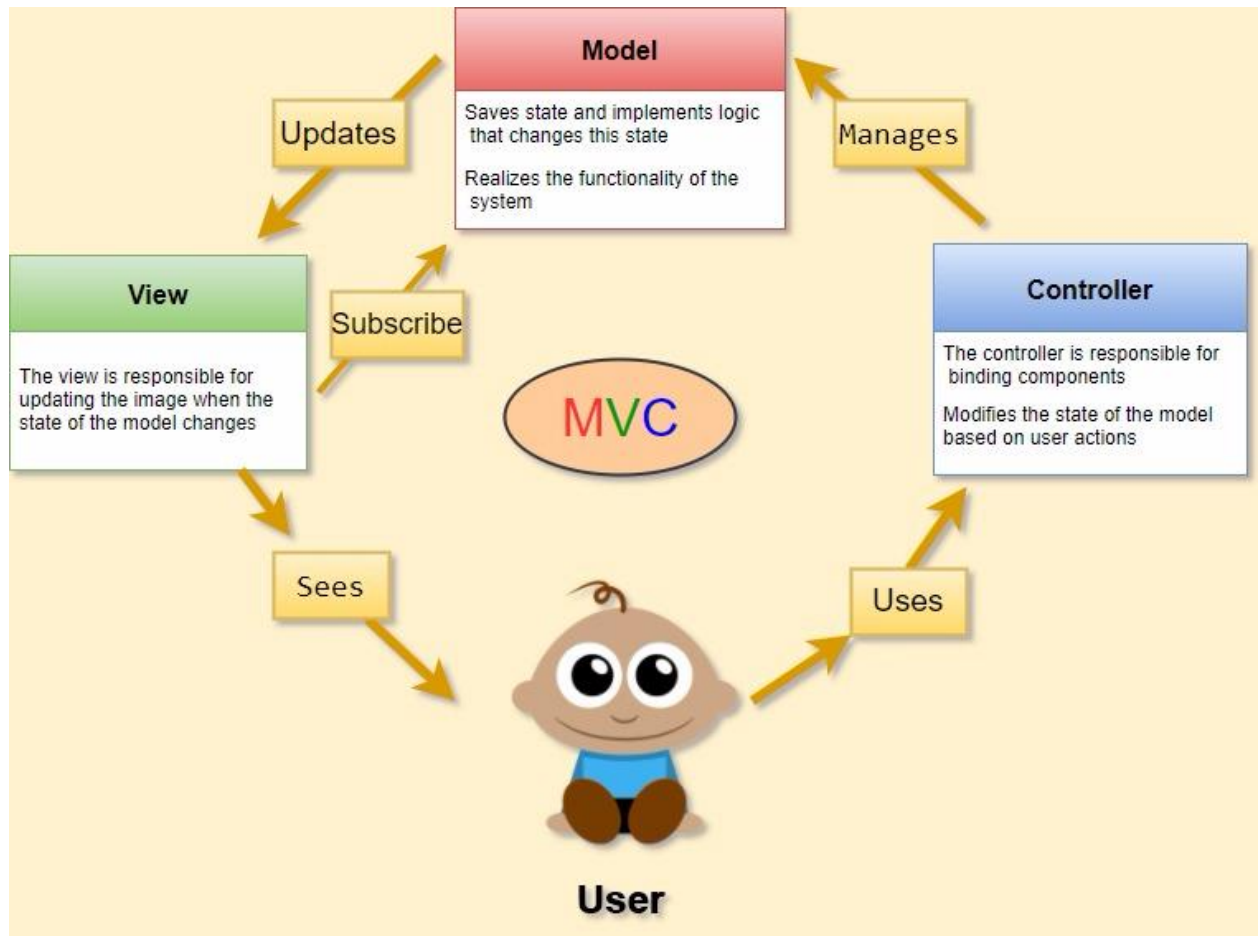 Model
Saves state and implements logic
that changes this state
Realizes the functionality of the
system
Updates
Manages
View
The view is responsible for
updating the image when the
state of the model changes
Subscribe
Controller
The controller is responsible for
binding components
Modifies the state of the model
based on user actions
MVC
Sees
Uses
User